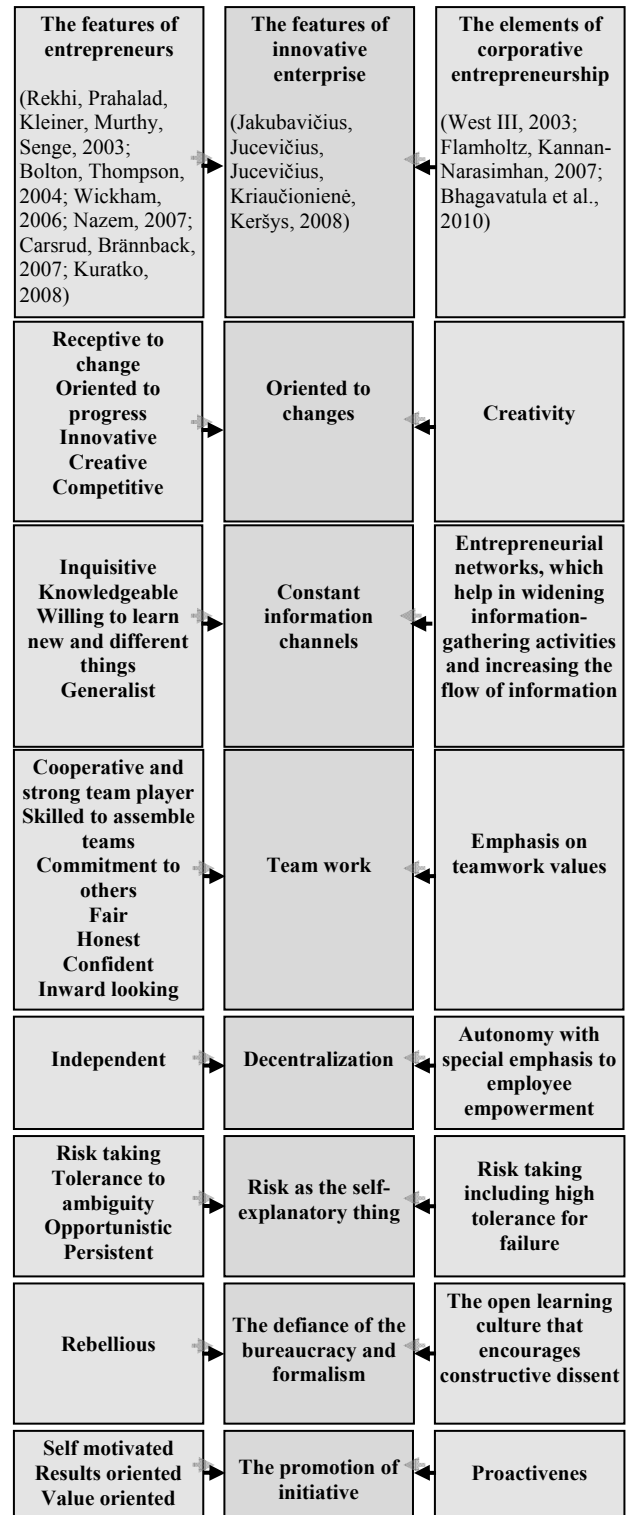 The features of
entrepreneurs
(Rekhi, Prahalad,
Kleiner, Murthy,
Senge, 2003;
Bolton, Thompson,
2004; Wickham,
2006; Nazem, 2007;
Carsrud, Brännback,
2007; Kuratko,
2008)
The features of
innovative
enterprise
(Jakubavičius,
Jucevičius,
Jucevičius,
Kriaučionienė,
Keršys, 2008)
The elements of
corporative
entrepreneurship
(West III, 2003;
Flamholtz, Kannan-
Narasimhan, 2007;
Bhagavatula et al.,
2010)
Receptive to
change
Oriented to
progress
Innovative
Creative
Competitive
Oriented to
changes
Creativity
Inquisitive
Knowledgeable
Willing to learn
new and different
things
Generalist
Constant
information
channels
Entrepreneurial
networks, which
help in widening
information-
gathering activities
and increasing the
flow of information
Cooperative and
strong team player
Skilled to assemble
teams
Commitment to
others
Fair
Honest
Confident
Inward looking
Team work
Emphasis on
teamwork values
Independent
Decentralization
Autonomy with
special emphasis to
employee
empowerment
Risk taking
Tolerance to
ambiguity
Opportunistic
Persistent
Risk as the self-
explanatory thing
Risk taking
including high
tolerance for
failure
Rebellious
The defiance of the
bureaucracy and
formalism
The open learning
culture that
encourages
constructive dissent
Self motivated
Results oriented
Value oriented
The promotion of
initiative
Proactivenes